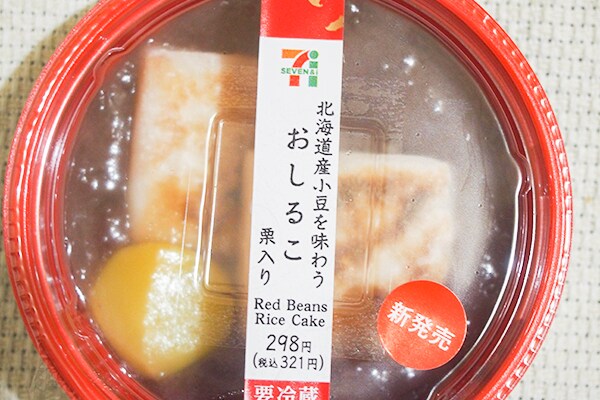 SEVEN&i
北海道産小豆を味わう
おしるこ
栗入り
Red Beans
Rice Cake
298円
(税込321円)
要冷蔵
新発売